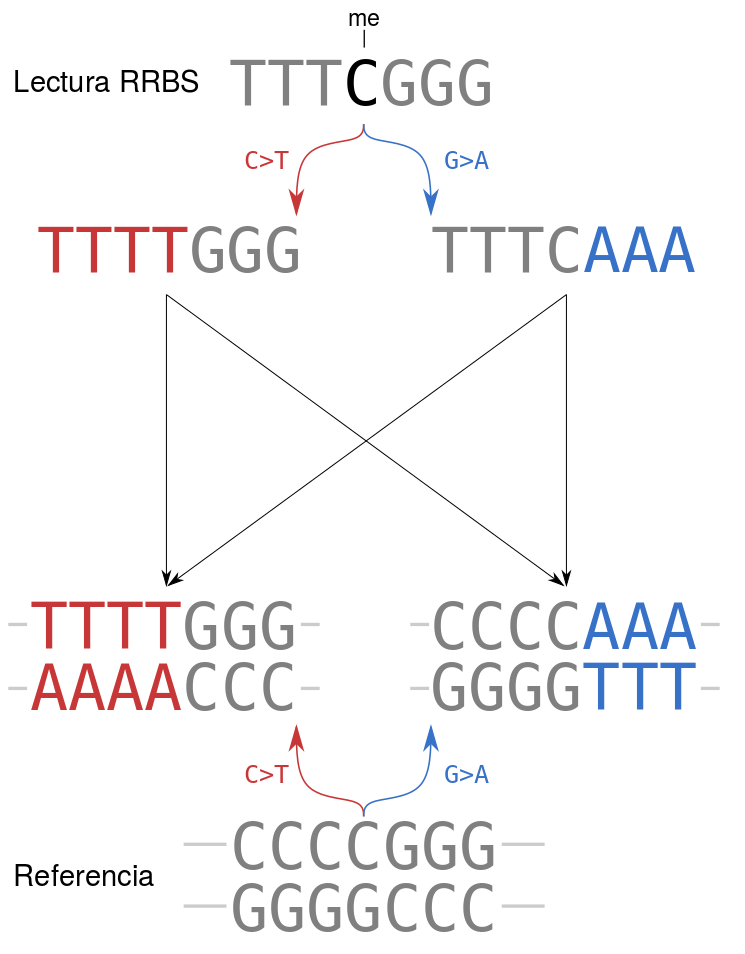 me
Lectura RRBS TTTCGGG
C>T G>A
TTTTGGG TTTCAAA
TTTTGGG CCCCAAA
AAAACCC GGGGTTT
C>T G>A
CCCCGGG
Referencia
GGGGCCC